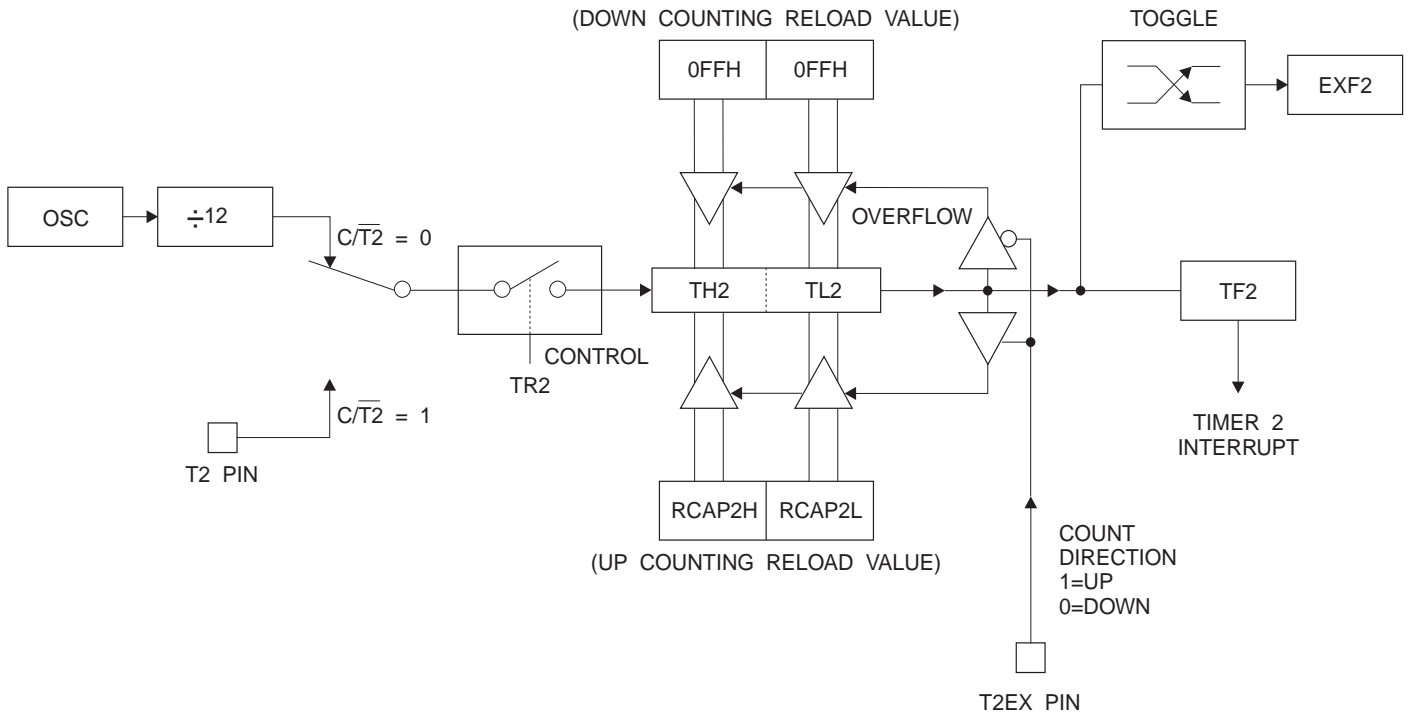 (DOWN COUNTING RELOAD VALUE)
TOGGLE
0FFH
0FFH
EXF2
OSC
÷12
OVERFLOW
C/T2̅ = 0
TH2
TL2
TF2
CONTROL
TR2
C/T2̅ = 1
T2 PIN
TIMER 2
INTERRUPT
RCAP2H
RCAP2L
(UP COUNTING RELOAD VALUE)
COUNT
DIRECTION
1=UP
0=DOWN
T2EX PIN